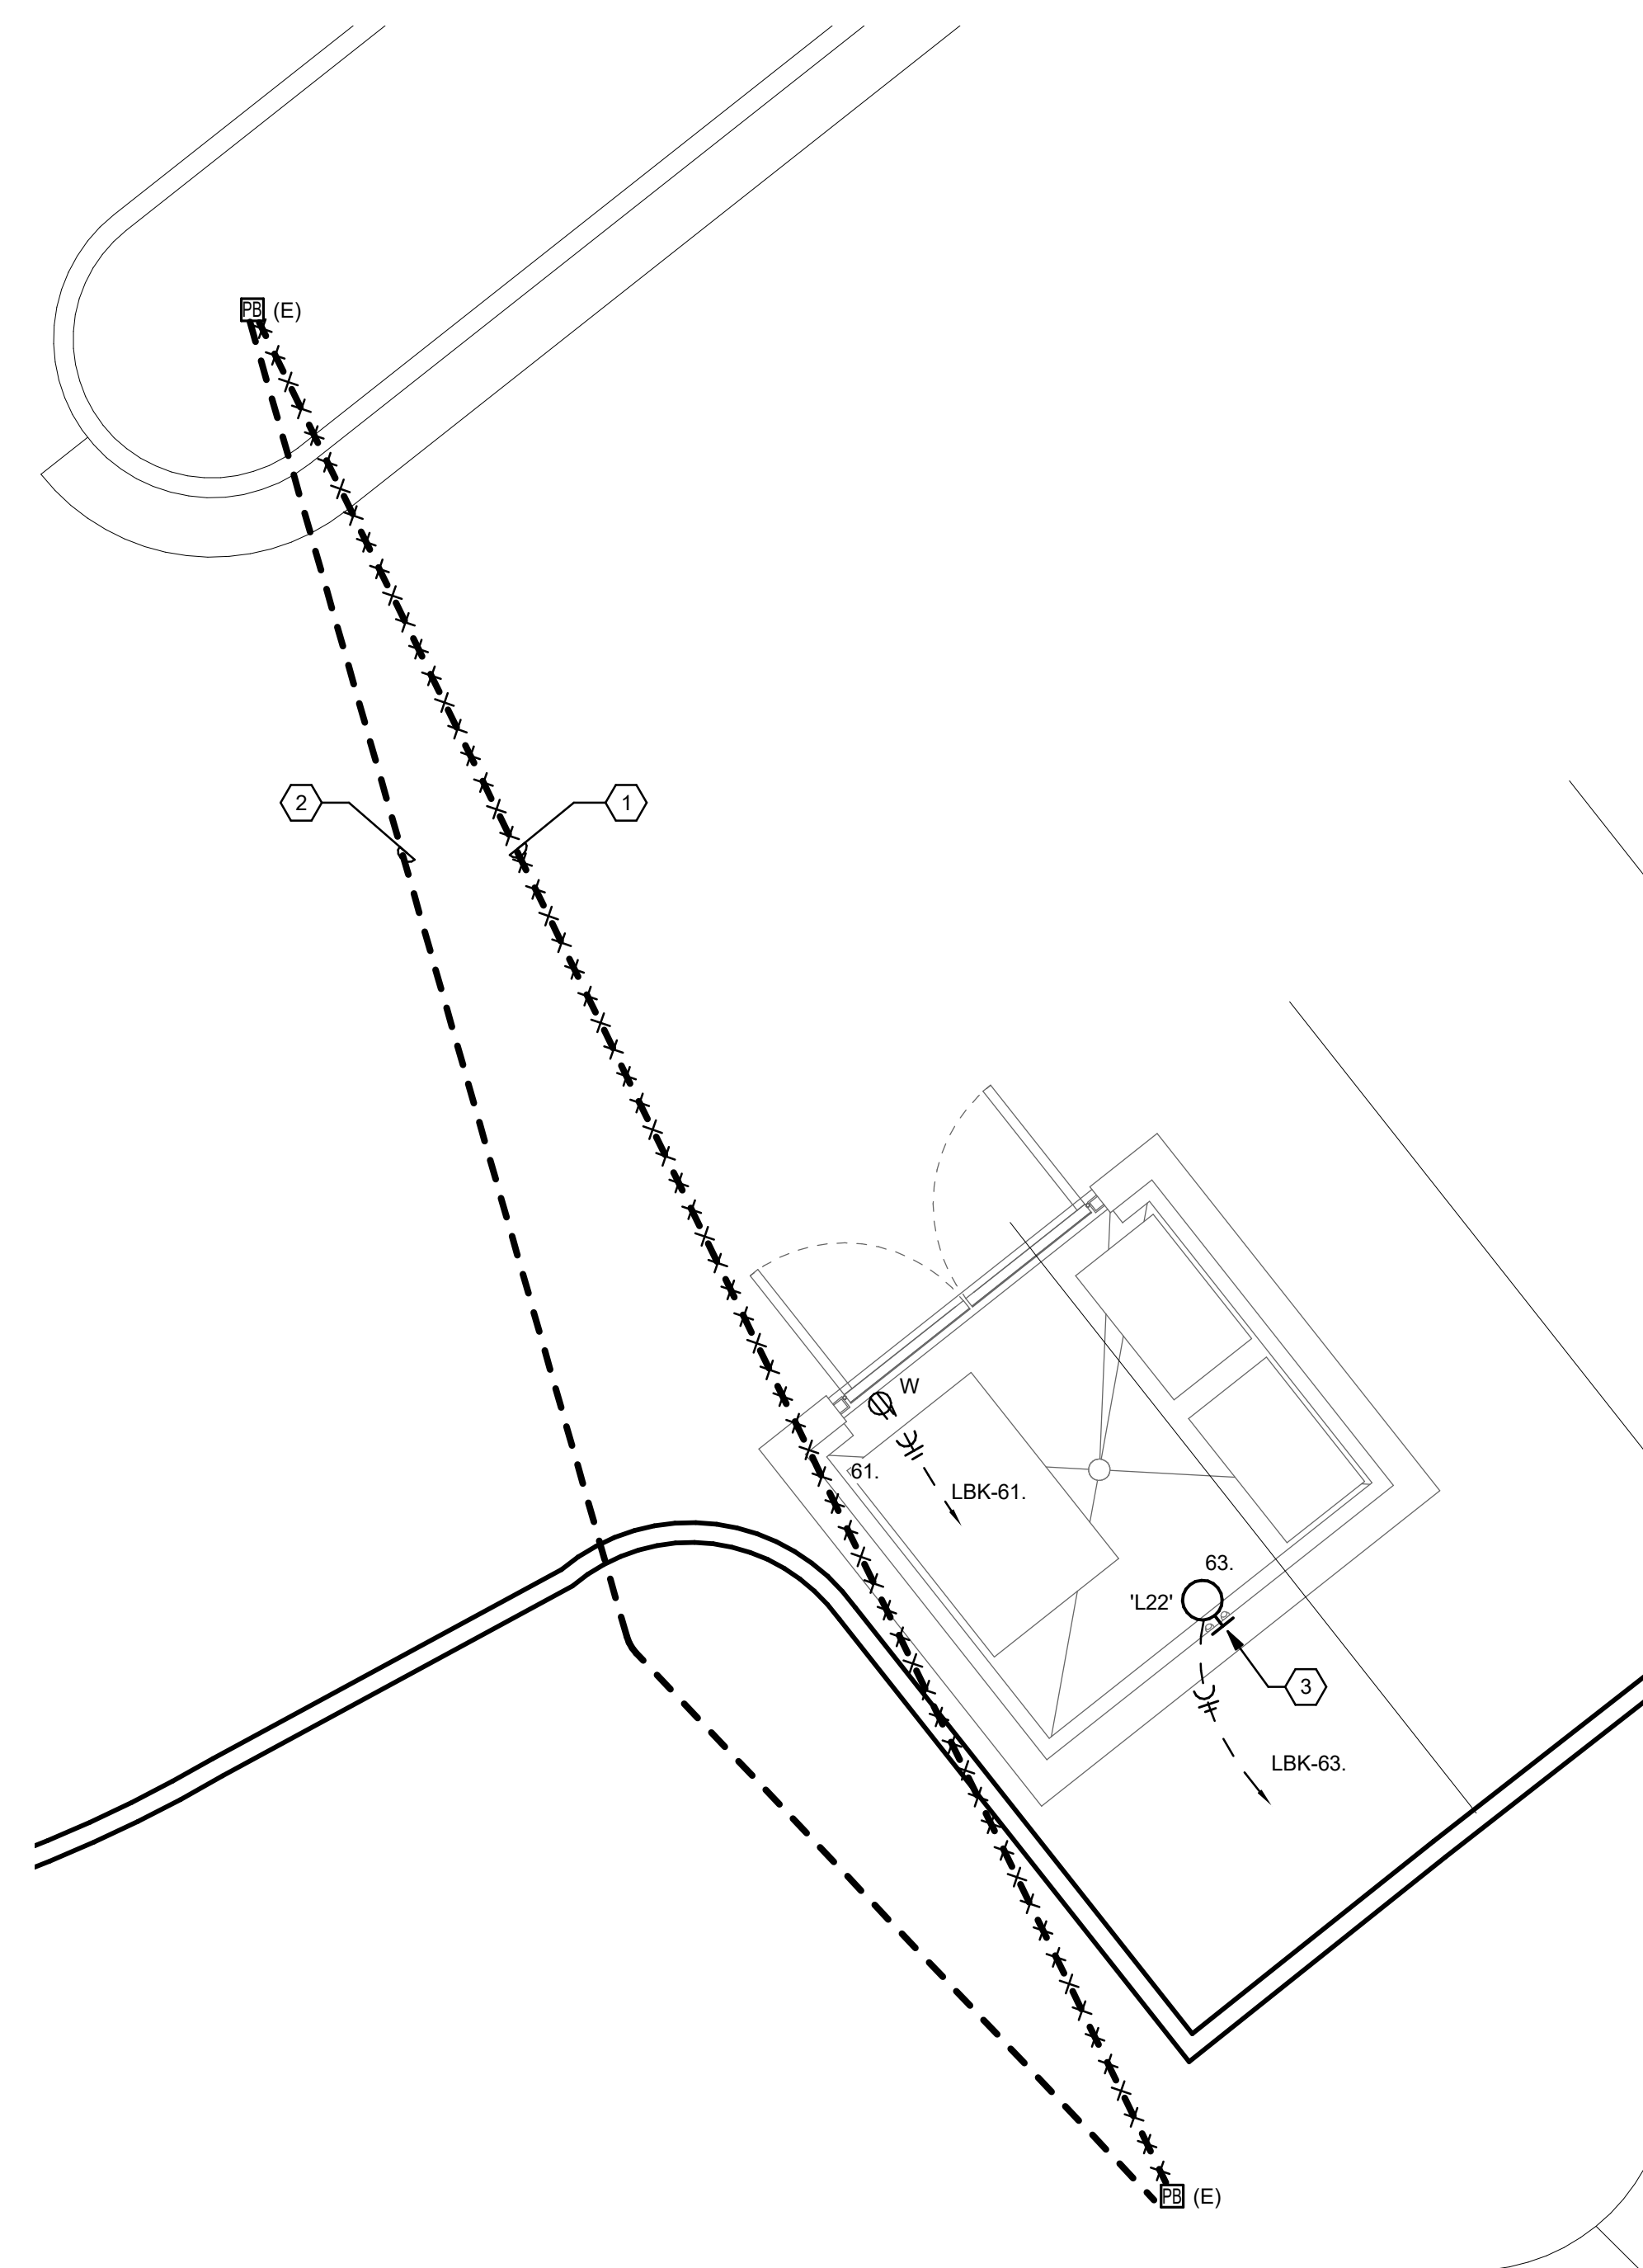 PB (E)
2
1
W
61.
LBK-61.
63.
'L22'
3
LBK-63.
PB (E)